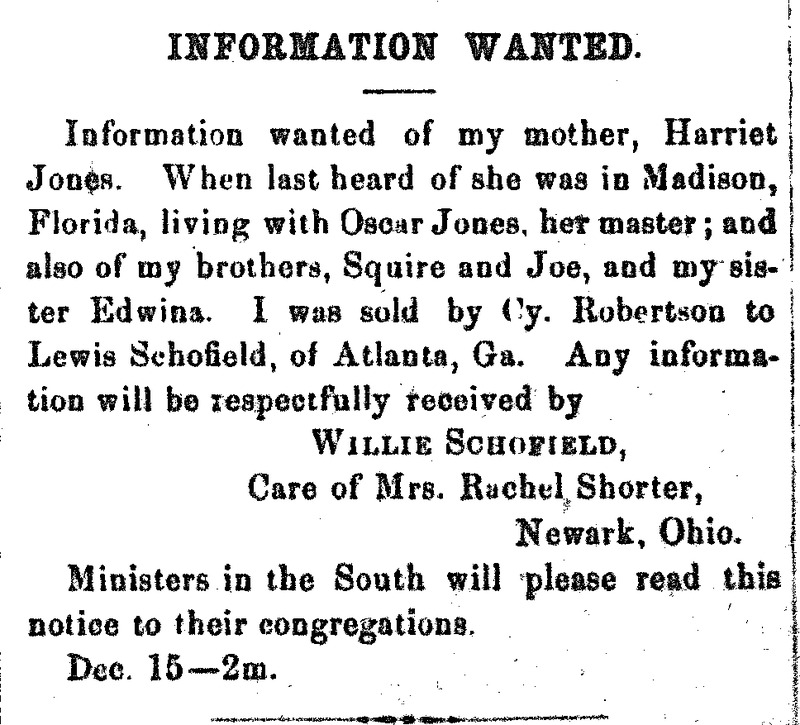 INFORMATION WANTED.
Information wanted of my mother, Harriet
Jones. When last heard of she was in Madison,
Florida, living with Oscar Jones, her master; and
also of my brothers, Squire and Joe, and my sis-
ter Edwina. I was sold by Cy. Robertson to
Lewis Schofield, of Atlanta, Ga. Any informa-
tion will be respectfully received by
WILLIE SCHOFIELD,
Care of Mrs. Rachel Shorter,
Newark, Ohio.
Ministers in the South will please read this
notice to their congregations.
Dec. 15—2m.